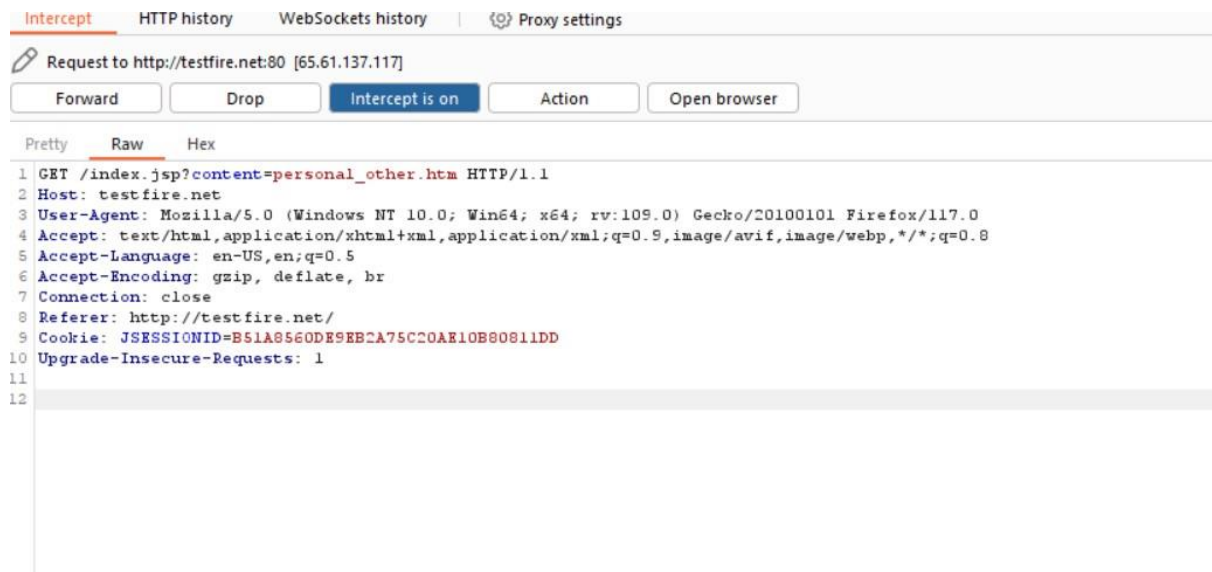 Intercept HTTP history WebSockets history Proxy settings
Request to http://testfire.net:80 [65.61.137.117]
Forward Drop Intercept is on Action Open browser
Pretty Raw Hex
1 GET /index.jsp?content=personal_other.htm HTTP/1.1
2 Host: testfire.net
3 User-Agent: Mozilla/5.0 (Windows NT 10.0; Win64; x64; rv:109.0) Gecko/20100101 Firefox/117.0
4 Accept: text/html,application/xhtml+xml,application/xml;q=0.9,image/avif,image/webp,*/*;q=0.8
5 Accept-Language: en-US,en;q=0.5
6 Accept-Encoding: gzip, deflate, br
7 Connection: close
8 Referer: http://testfire.net/
9 Cookie: JSESSIONID=B51A8560DE9EB2A75C20AE10B80811DD
10 Upgrade-Insecure-Requests: 1
11
12